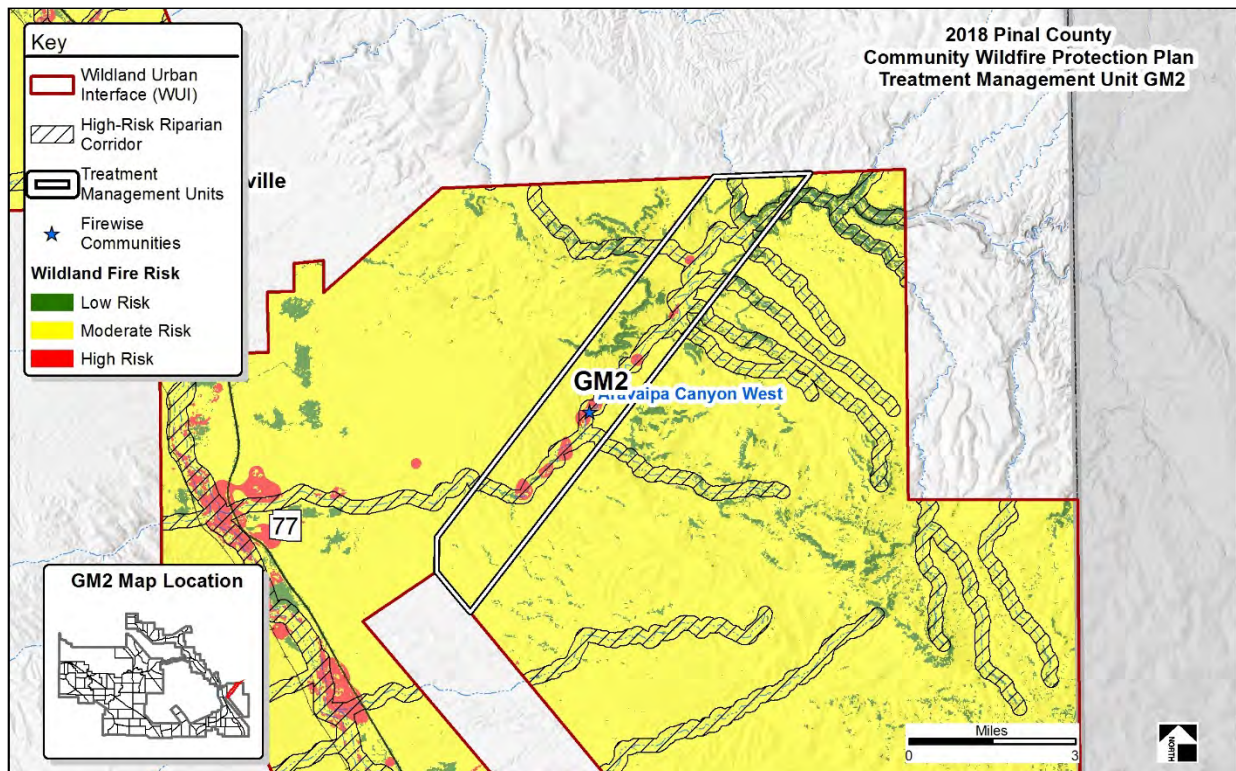 Key
Wildland Urban
Interface (WUI)
High-Risk Riparian
Corridor
Treatment
Management Units
Firewise
Communities
Wildland Fire Risk
Low Risk
Moderate Risk
High Risk
2018 Pinal County
Community Wildfire Protection Plan
Treatment Management Unit GM2
ville
GM2
Aravaipa Canyon West
77
GM2 Map Location
Miles
0 3
NORTH